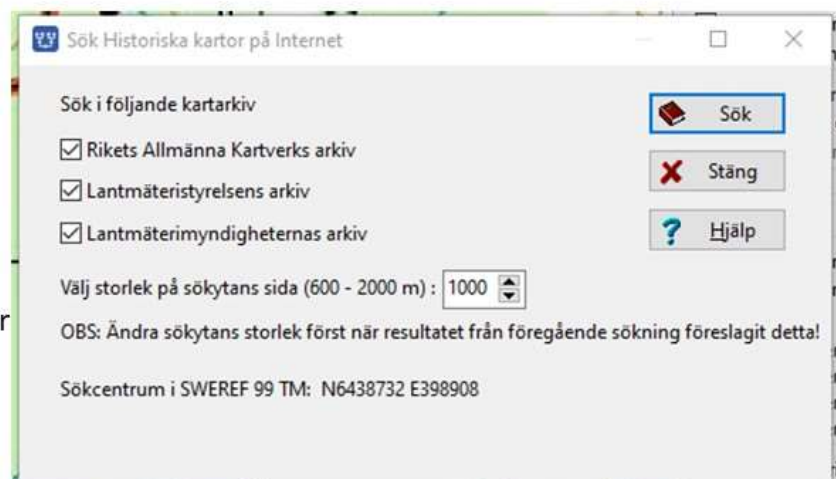 Sök Historiska kartor på Internet
Sök i följande kartarkiv
Sök
Rikets Allmänna Kartverks arkiv
Stäng
Lantmäteristyrelsens arkiv
Lantmäterimyndigheternas arkiv
Hjälp
Välj storlek på sökytans sida (600 - 2000 m) : 1000
OBS: Ändra sökytans storlek först när resultatet från föregående sökning föreslagit detta!
Sökcentrum i SWEREF 99 TM: N6438732 E398908